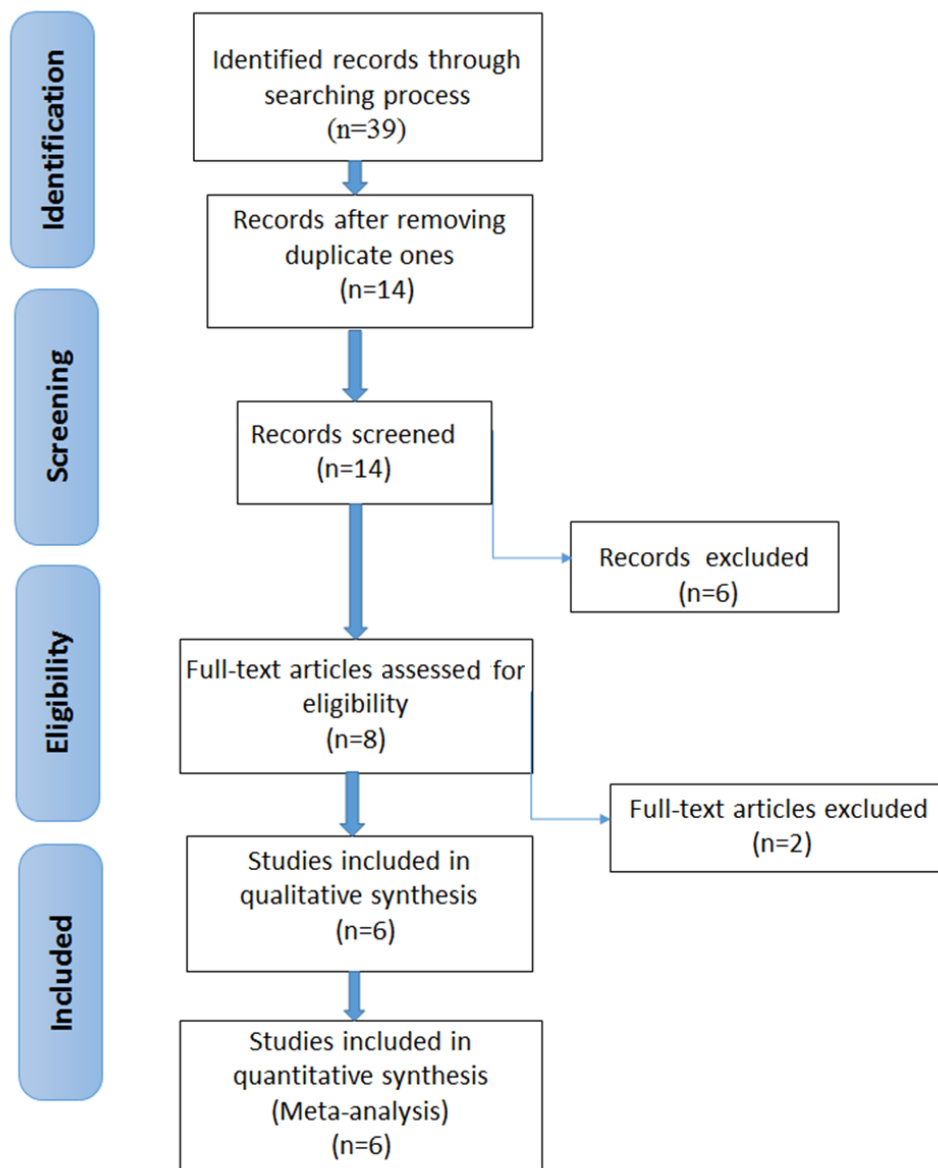 Identification
Identified records through
searching process
(n=39)
Records after removing
duplicate ones
(n=14)
Screening
Records screened
(n=14)
Records excluded
(n=6)
Eligibility
Full-text articles assessed for
eligibility
(n=8)
Full-text articles excluded
(n=2)
Included
Studies included in
qualitative synthesis
(n=6)
Studies included in
quantitative synthesis
(Meta-analysis)
(n=6)